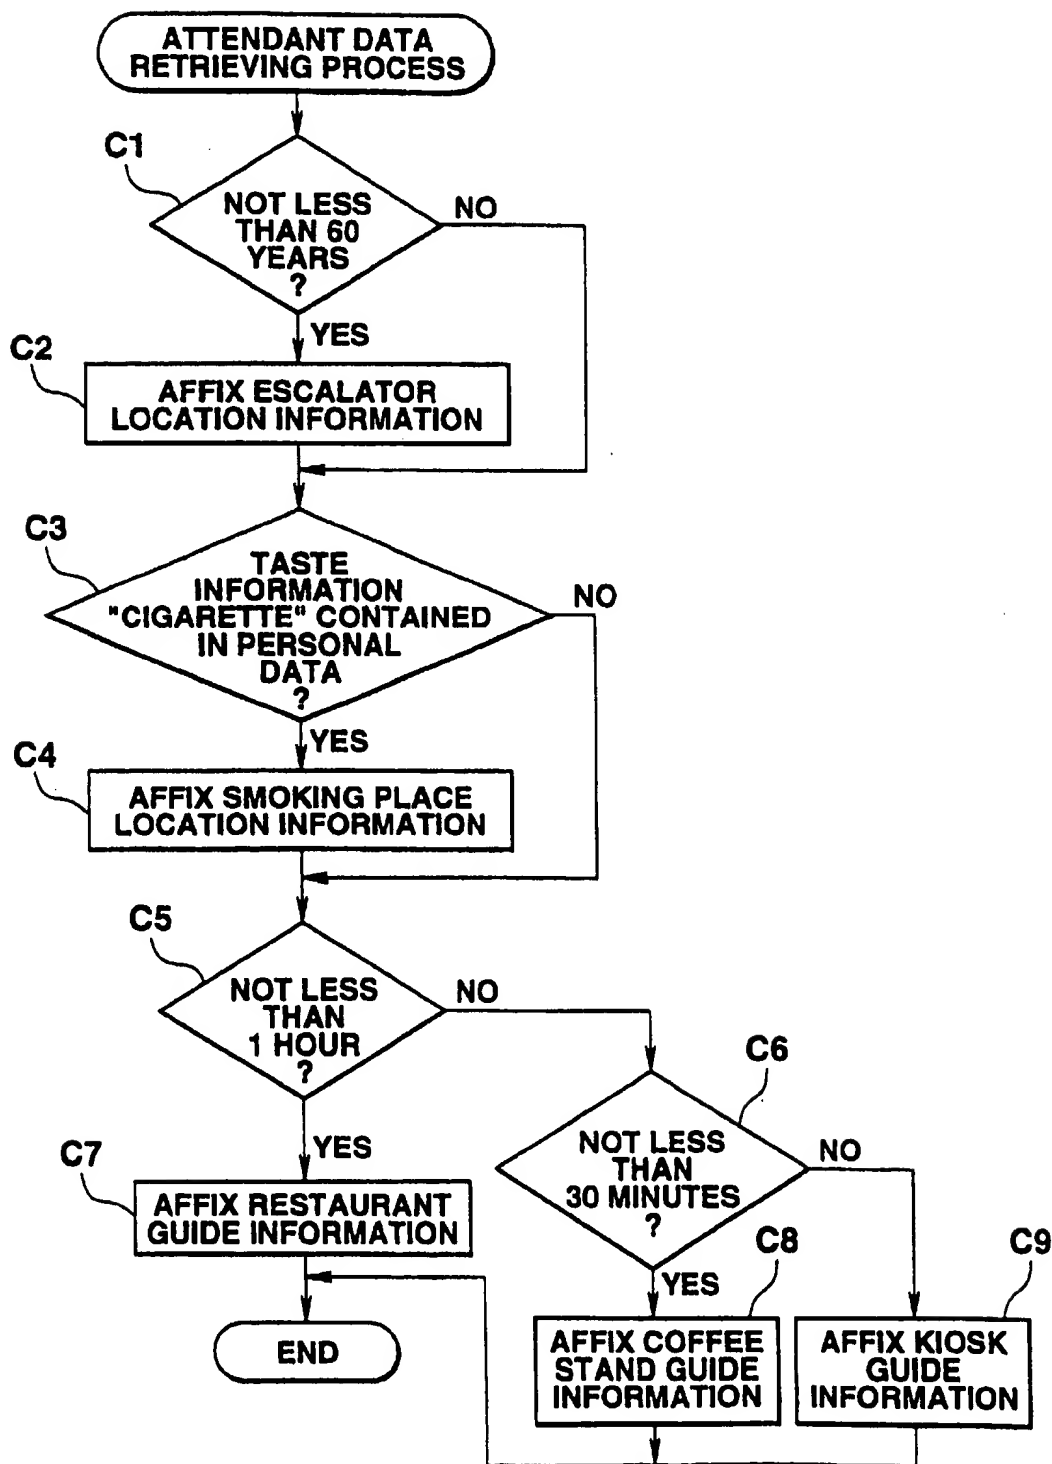 ATTENDANT DATA
RETRIEVING PROCESS
C1
NOT LESS
THAN 60
YEARS
?
NO
YES
C2
AFFIX ESCALATOR
LOCATION INFORMATION
C3
TASTE
INFORMATION
"CIGARETTE" CONTAINED
IN PERSONAL
DATA
?
NO
YES
C4
AFFIX SMOKING PLACE
LOCATION INFORMATION
C5
NOT LESS
THAN
1 HOUR
?
NO
YES
C6
NOT LESS
THAN
30 MINUTES
?
NO
YES
C7
AFFIX RESTAURANT
GUIDE INFORMATION
C8
AFFIX COFFEE
STAND GUIDE
INFORMATION
C9
AFFIX KIOSK
GUIDE
INFORMATION
END